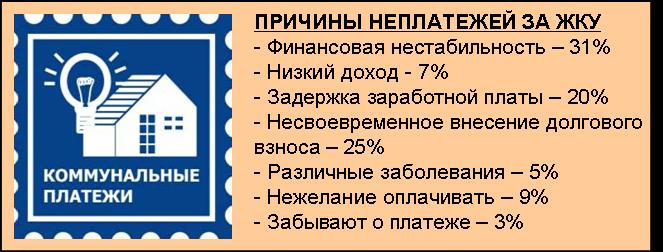 ПРИЧИНЫ НЕПЛАТЕЖЕЙ ЗА ЖКУ
- Финансовая нестабильность – 31%
- Низкий доход - 7%
- Задержка заработной платы – 20%
- Несвоевременное внесение долгового
взноса – 25%
- Различные заболевания – 5%
- Нежелание оплачивать – 9%
- Забывают о платеже – 3%
КОММУНАЛЬНЫЕ
ПЛАТЕЖИ